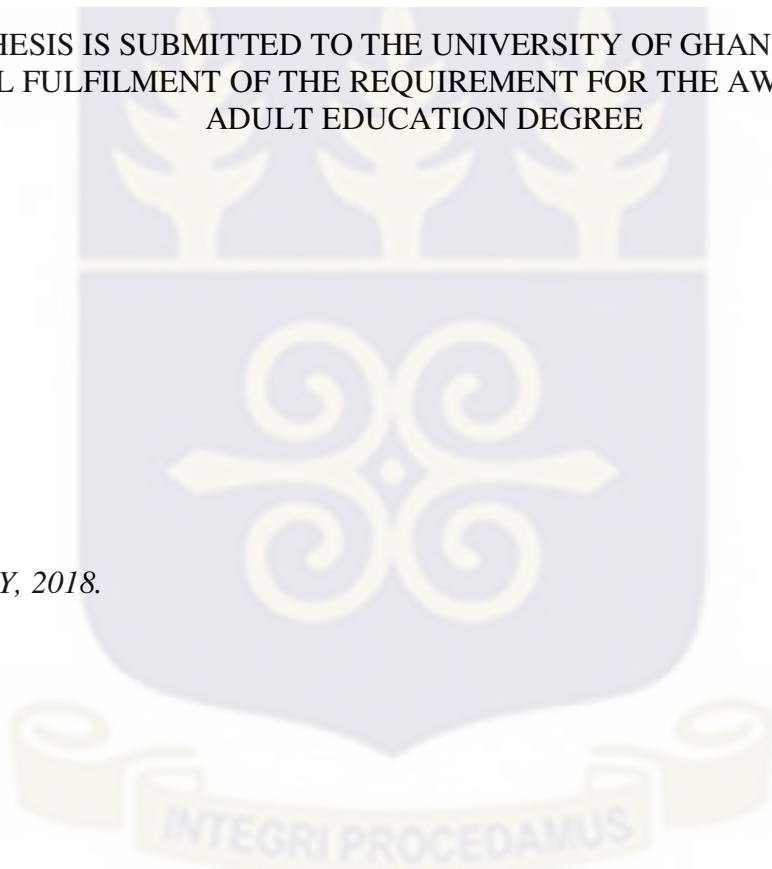 HESIS IS SUBMITTED TO THE UNIVERSITY OF GHAN
L FULFILMENT OF THE REQUIREMENT FOR THE AW
ADULT EDUCATION DEGREE
Y, 2018.
INTEGRI PROCEDAMUS